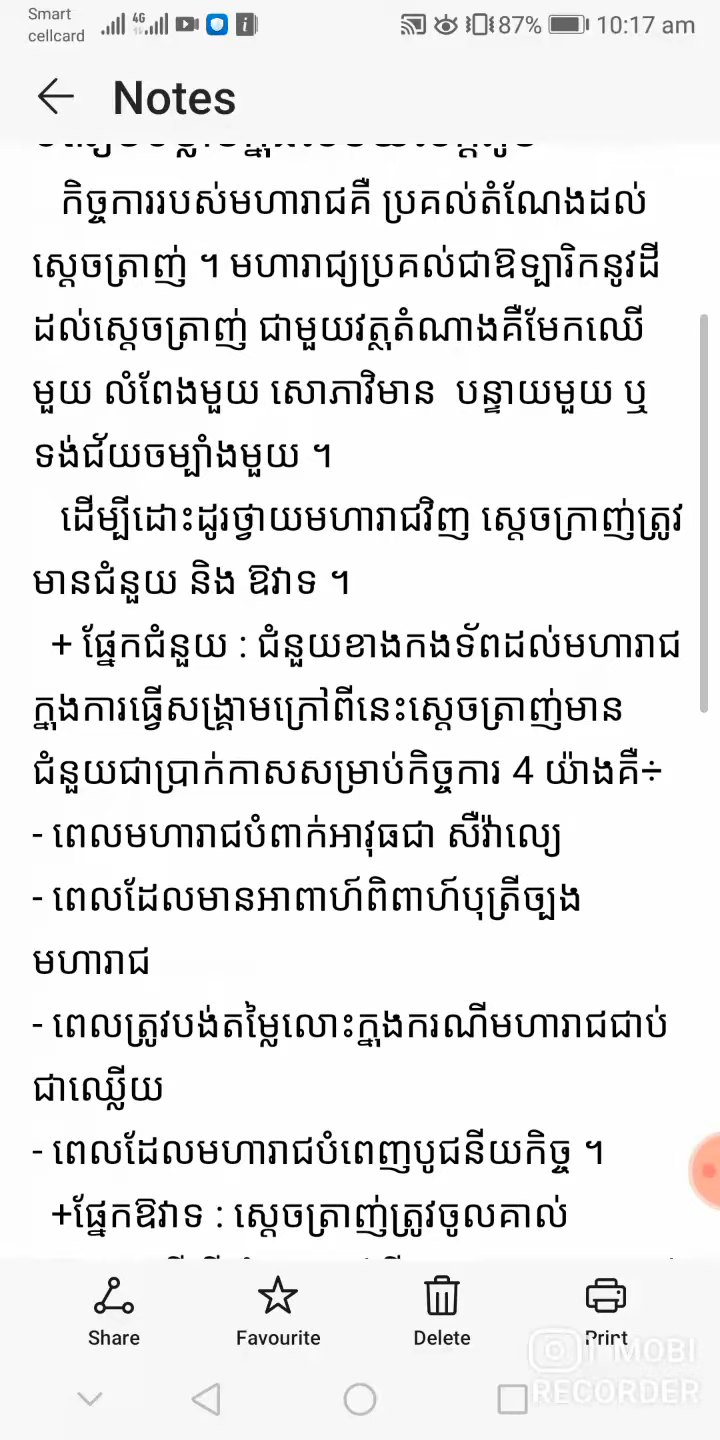 Smart
cellcard
4G
87%
10:17 am
Notes
កិច្ចការរបស់មហារាជគឺ ប្រគល់តំណែងដល់
ស្តេចត្រាញ់ ។ មហារាជ្យប្រគល់ជាឱទ្បារិកនូវដី
ដល់ស្តេចត្រាញ់ ជាមួយវត្ថុតំណាងគឺមែកឈើ
មួយ លំពែងមួយ សោភាវិមាន បន្ទាយមួយ ឬ
ទង់ជ័យចម្បាំងមួយ ។
ដើម្បីដោះដូរថ្វាយមហារាជវិញ ស្តេចក្រាញ់ត្រូវ
មានជំនួយ និង ឱវាទ ។
+ ផ្នែកជំនួយ : ជំនួយខាងកងទ័ពដល់មហារាជ
ក្នុងការធ្វើសង្គ្រាមក្រៅពីនេះស្តេចត្រាញ់មាន
ជំនួយជាប្រាក់កាសសម្រាប់កិច្ចការ 4 យ៉ាងគឺ÷
- ពេលមហារាជបំពាក់អាវុធជា សឺវ៉ាល្យេ
- ពេលដែលមានអាពាហ៍ពិពាហ៍បុត្រីច្បង
មហារាជ
- ពេលត្រូវបង់តម្លៃលោះក្នុងករណីមហារាជជាប់
ជាឈ្លើយ
- ពេលដែលមហារាជបំពេញបូជនីយកិច្ច ។
+ផ្នែកឱវាទ : ស្តេចត្រាញ់ត្រូវចូលគាល់
Share
Favourite
Delete
Print
MOBI
RECORDER